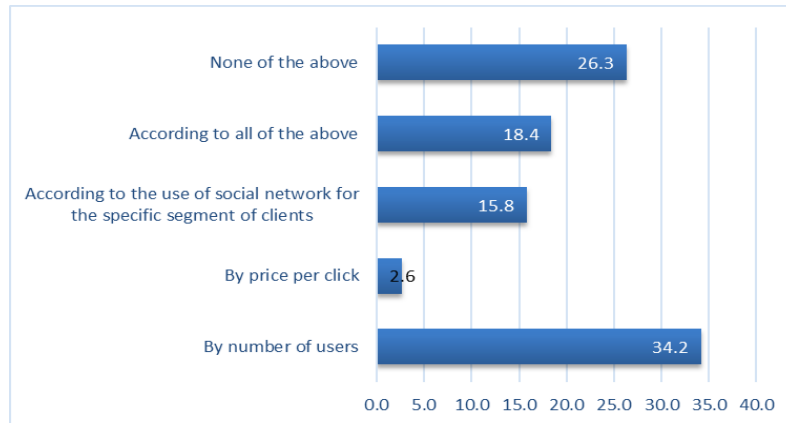 None of the above
26.3
According to all of the above
18.4
According to the use of social network for
the specific segment of clients
15.8
By price per click
2.6
By number of users
34.2
0.0 5.0 10.0 15.0 20.0 25.0 30.0 35.0 40.0